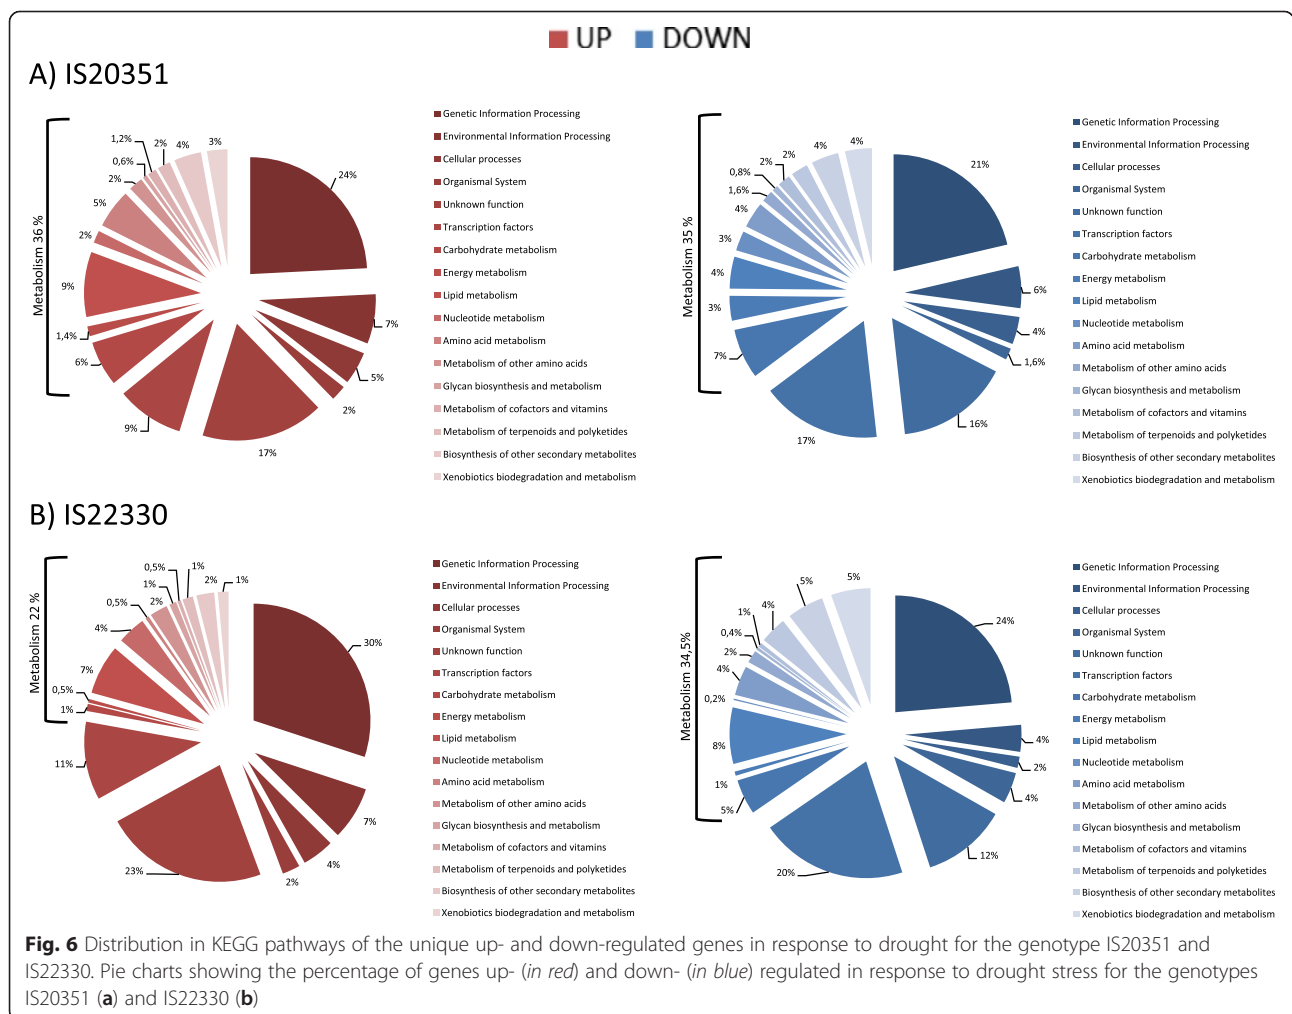 UP DOWN
A) IS20351
Metabolism 36 %
1,2%
2%
4%
3%
0,6%
2%
5%
2%
9%
1,4%
6%
9%
17%
2%
5%
7%
24%
Genetic Information Processing
Environmental Information Processing
Cellular processes
Organismal System
Unknown function
Transcription factors
Carbohydrate metabolism
Energy metabolism
Lipid metabolism
Nucleotide metabolism
Amino acid metabolism
Metabolism of other amino acids
Glycan biosynthesis and metabolism
Metabolism of cofactors and vitamins
Metabolism of terpenoids and polyketides
Biosynthesis of other secondary metabolites
Xenobiotics biodegradation and metabolism
Metabolism 35 %
2%
2%
4%
4%
0,8%
1,6%
4%
3%
4%
3%
7%
17%
16%
1,6%
4%
6%
21%
Genetic Information Processing
Environmental Information Processing
Cellular processes
Organismal System
Unknown function
Transcription factors
Carbohydrate metabolism
Energy metabolism
Lipid metabolism
Nucleotide metabolism
Amino acid metabolism
Metabolism of other amino acids
Glycan biosynthesis and metabolism
Metabolism of cofactors and vitamins
Metabolism of terpenoids and polyketides
Biosynthesis of other secondary metabolites
Xenobiotics biodegradation and metabolism
B) IS22330
Metabolism 22 %
0,5%
1%
2%
1%
1%
2%
0,5%
4%
7%
0,5%
1%
11%
23%
2%
4%
7%
30%
Genetic Information Processing
Environmental Information Processing
Cellular processes
Organismal System
Unknown function
Transcription factors
Carbohydrate metabolism
Energy metabolism
Lipid metabolism
Nucleotide metabolism
Amino acid metabolism
Metabolism of other amino acids
Glycan biosynthesis and metabolism
Metabolism of cofactors and vitamins
Metabolism of terpenoids and polyketides
Biosynthesis of other secondary metabolites
Xenobiotics biodegradation and metabolism
Metabolism 34,5%
5%
5%
4%
1%
0,4%
2%
4%
0,2%
8%
1%
5%
20%
12%
4%
2%
4%
24%
Genetic Information Processing
Environmental Information Processing
Cellular processes
Organismal System
Unknown function
Transcription factors
Carbohydrate metabolism
Energy metabolism
Lipid metabolism
Nucleotide metabolism
Amino acid metabolism
Metabolism of other amino acids
Glycan biosynthesis and metabolism
Metabolism of cofactors and vitamins
Metabolism of terpenoids and polyketides
Biosynthesis of other secondary metabolites
Xenobiotics biodegradation and metabolism
Fig. 6 Distribution in KEGG pathways of the unique up- and down-regulated genes in response to drought for the genotype IS20351 and
IS22330. Pie charts showing the percentage of genes up- (in red) and down- (in blue) regulated in response to drought stress for the genotypes
IS20351 (a) and IS22330 (b)